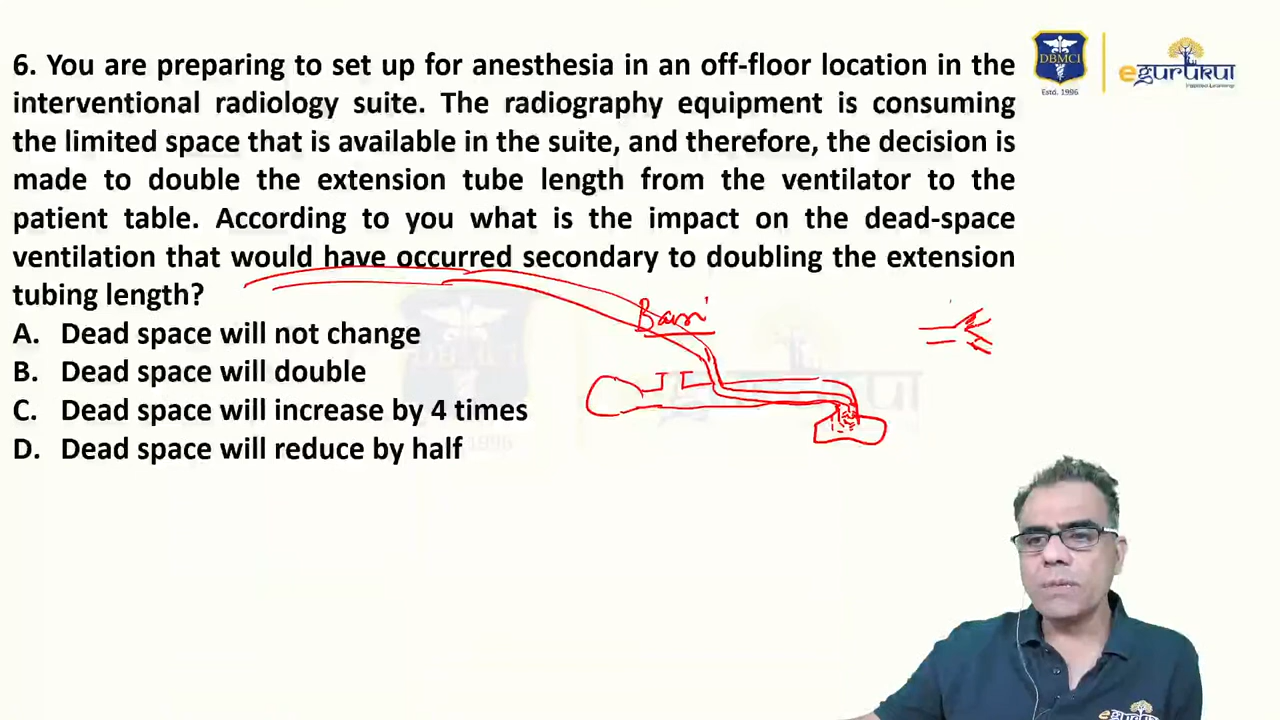 6. You are preparing to set up for anesthesia in an off-floor location in the
interventional radiology suite. The radiography equipment is consuming
the limited space that is available in the suite, and therefore, the decision is
made to double the extension tube length from the ventilator to the
patient table. According to you what is the impact on the dead-space
ventilation that would have occurred secondary to doubling the extension
tubing length?
A. Dead space will not change
B. Dead space will double
C. Dead space will increase by 4 times
D. Dead space will reduce by half
DBMCI
Estd. 1996
eGurukul